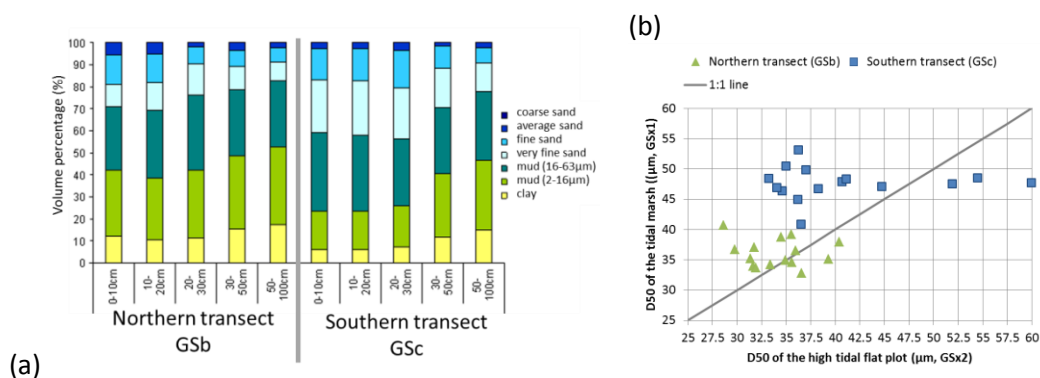 (a)
Volume percentage (%)
100
90
80
70
60
50
40
30
20
10
0
0-10cm
10-
20cm
20-
30cm
30-
50cm
50-
100cm
0-10cm
10-
20cm
20-
30cm
30-
50cm
50-
100cm
Northern transect
GSb
Southern transect
GSc
coarse sand
average sand
fine sand
very fine sand
mud (16-63µm)
mud (2-16µm)
clay
(b)
Northern transect (GSb)
Southern transect (GSc)
1:1 line
D50 of the tidal marsh ((µm, GSx1)
60
55
50
45
40
35
30
25
25 27.5 30 32.5 35 37.5 40 42.5 45 47.5 50 52.5 55 57.5 60
D50 of the high tidal flat plot (µm, GSx2)